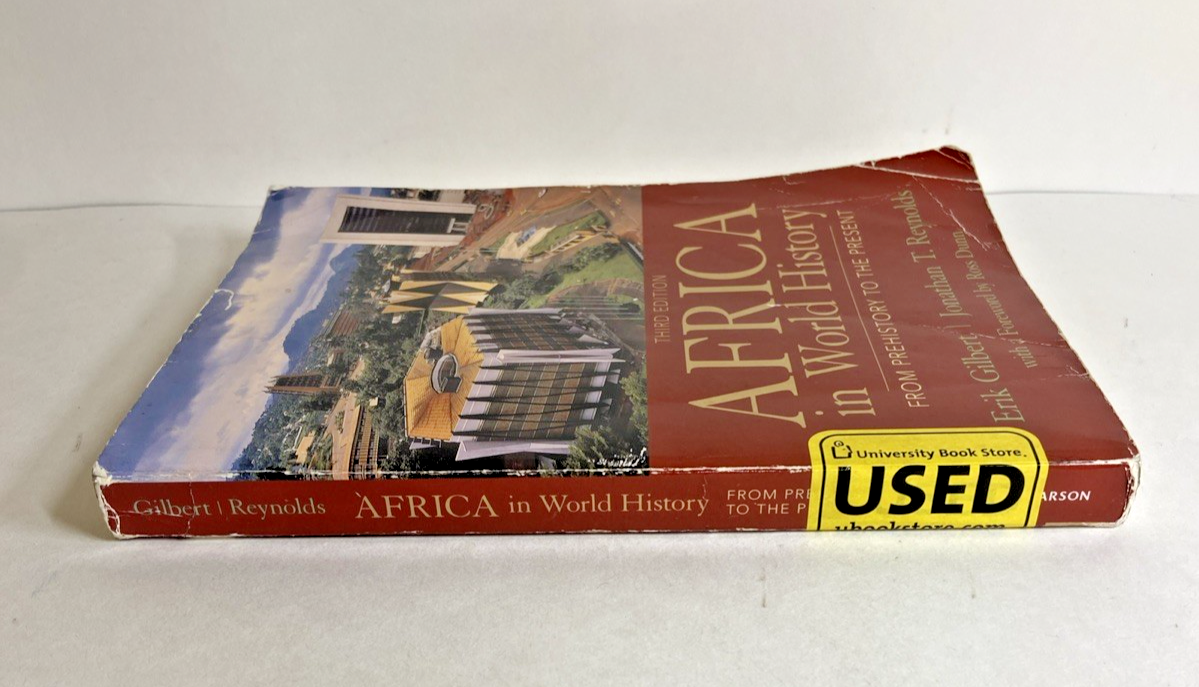 THIRD EDITION
AFRICA
in World History
FROM PREHISTORY TO THE PRESENT
Erik Gilbert | Jonathan T. Reynolds
with a Foreword by Ross Dunn
Gilbert | Reynolds
AFRICA in World History
FROM PRE
TO THE P
University Book Store.
USED
ubookstore.com
ARSON